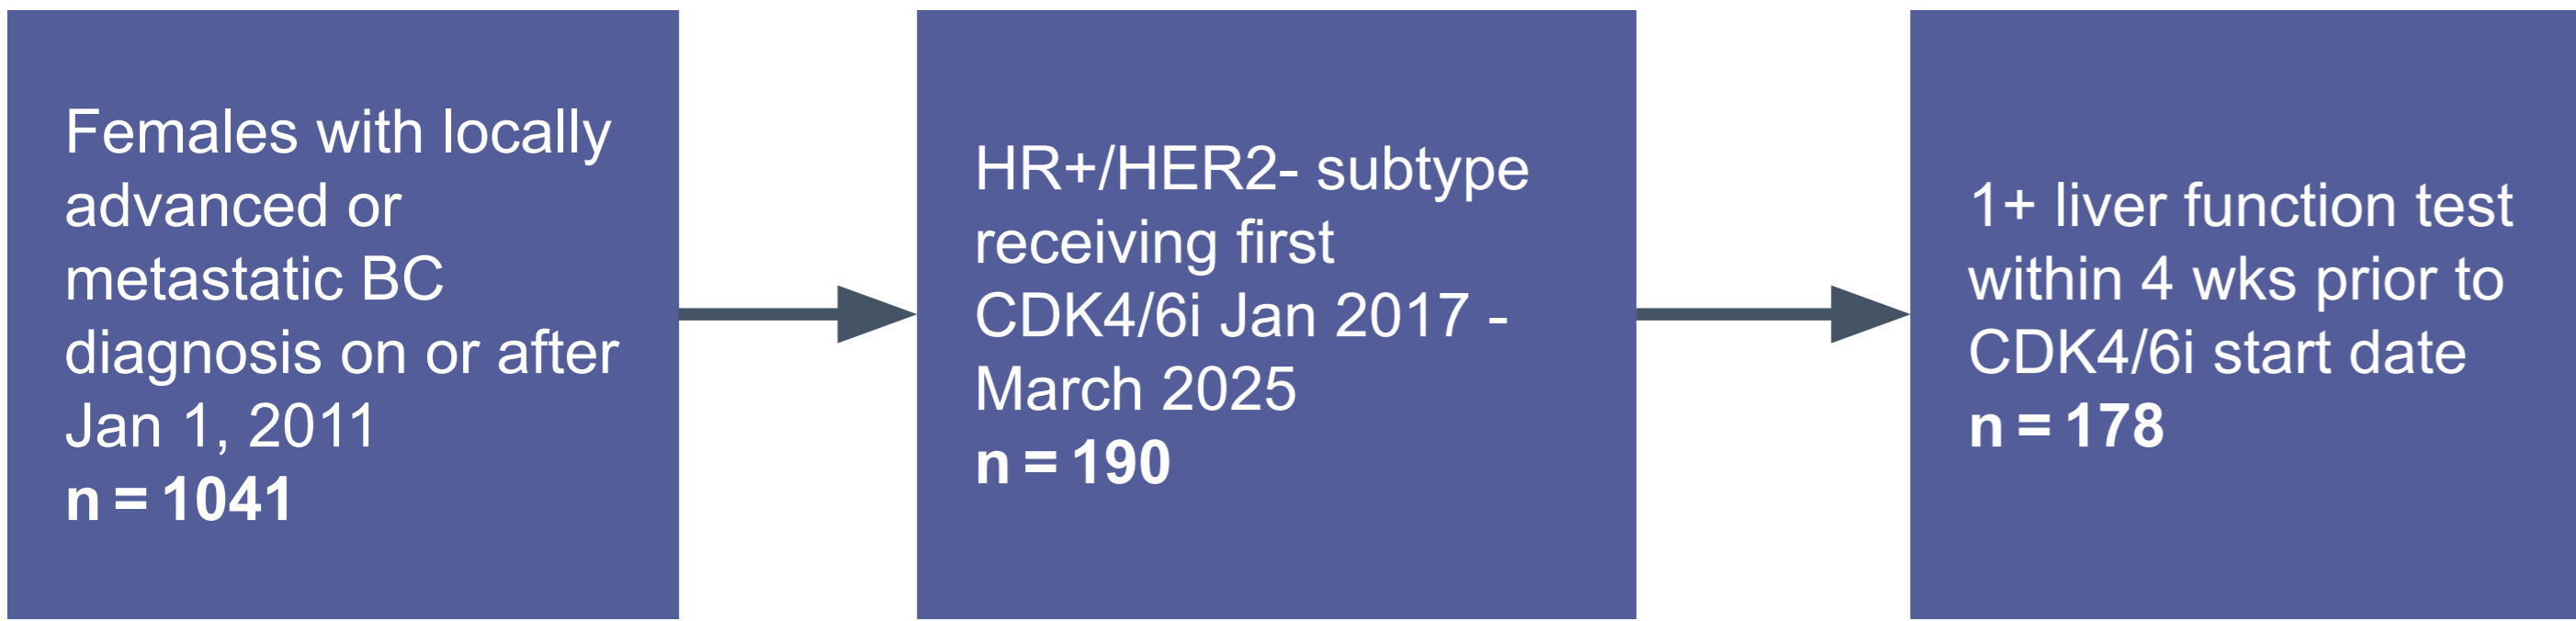 Females with locally
advanced or
metastatic BC
diagnosis on or after
Jan 1, 2011
n = 1041
HR+/HER2- subtype
receiving first
CDK4/6i Jan 2017 -
March 2025
n = 190
1+ liver function test
within 4 wks prior to
CDK4/6i start date
n = 178